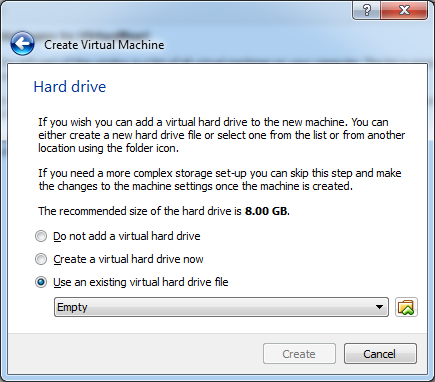 Create Virtual Machine
Hard drive
If you wish you can add a virtual hard drive to the new machine. You can
either create a new hard drive file or select one from the list or from another
location using the folder icon.
If you need a more complex storage set-up you can skip this step and make
the changes to the machine settings once the machine is created.
The recommended size of the hard drive is 8.00 GB.
Do not add a virtual hard drive
Create a virtual hard drive now
Use an existing virtual hard drive file
Empty
Create
Cancel